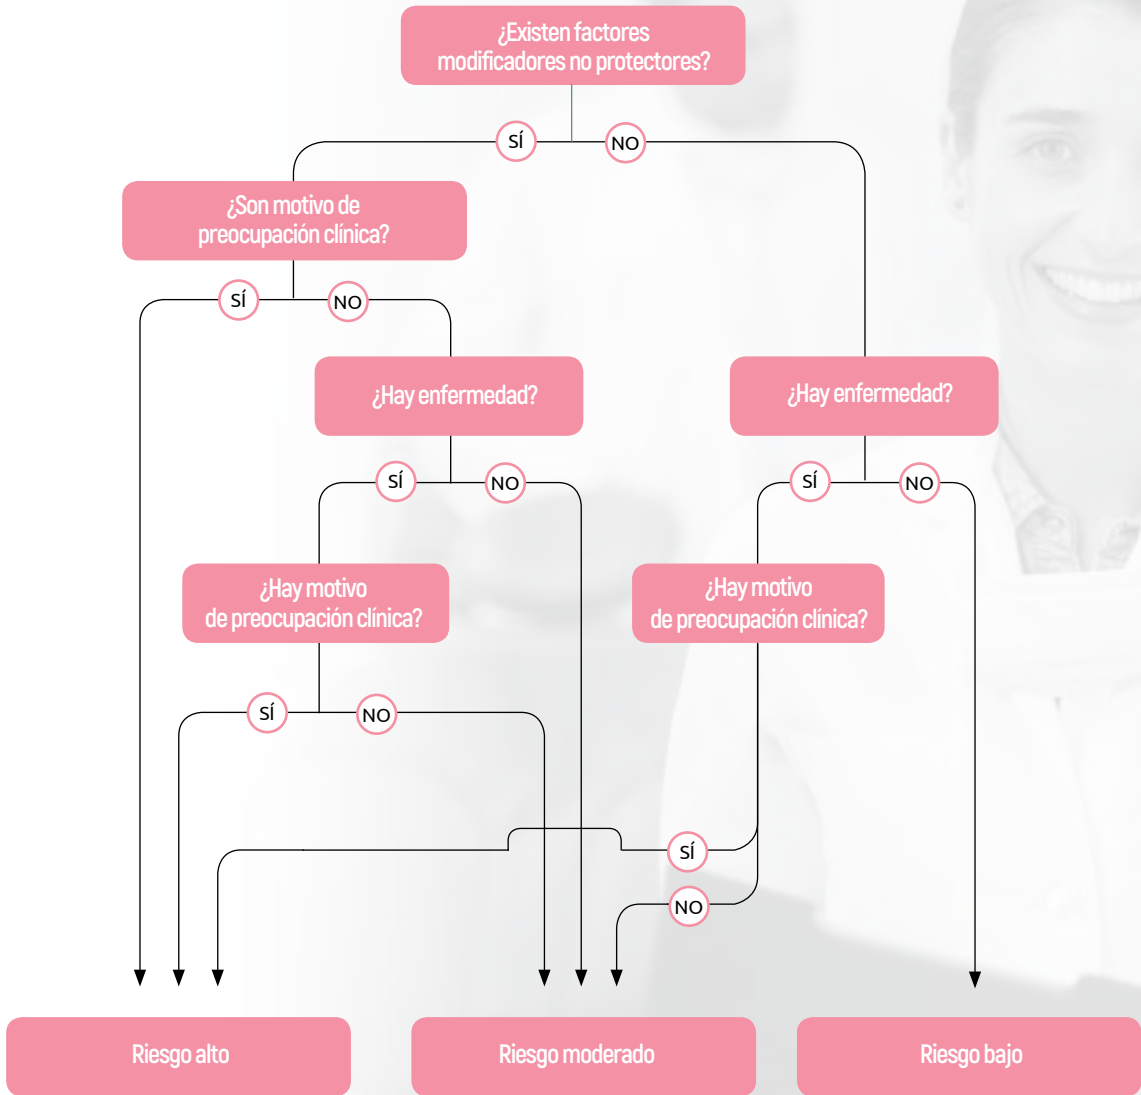 ¿Existen factores
modificadores no protectores?
SÍ
NO
¿Son motivo de
preocupación clínica?
SÍ
NO
¿Hay enfermedad?
¿Hay enfermedad?
SÍ
NO
SÍ
NO
¿Hay motivo
de preocupación clínica?
¿Hay motivo
de preocupación clínica?
SÍ
NO
SÍ
NO
Riesgo alto
Riesgo moderado
Riesgo bajo